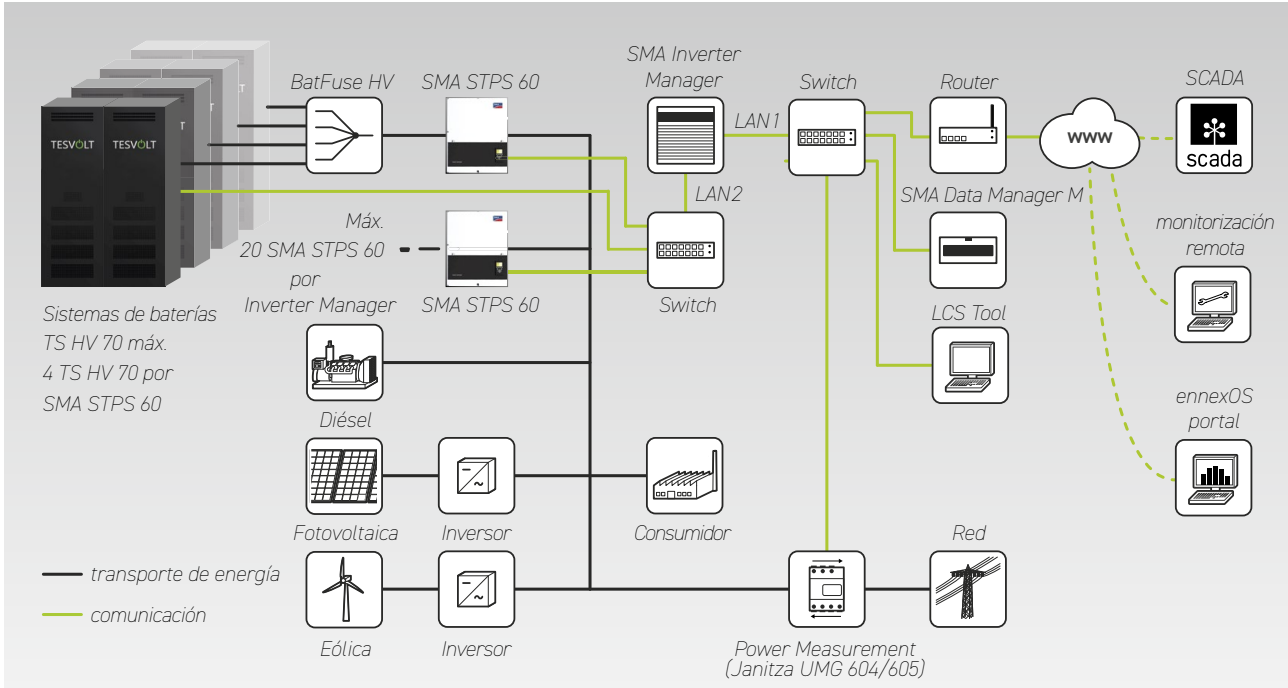 BatFuse HV
SMA STPS 60
SMA Inverter
Manager
Switch
Router
SCADA
TESVOLT
TESVOLT
LAN1
www
scada
LAN2
SMA Data Manager M
Máx.
20 SMA STPS 60
por
Inverter Manager
SMA STPS 60
Switch
monitorización
remota
Sistemas de baterías
TS HV 70 máx.
4 TS HV 70 por
SMA STPS 60
LCS Tool
Diésel
ennexOS
portal
Fotovoltaica
Inversor
Consumidor
Red
transporte de energía
comunicación
Eólica
Inversor
Power Measurement
(Janitza UMG 604/605)